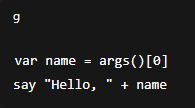 g
var name = args()[0]
say "Hello, " + name